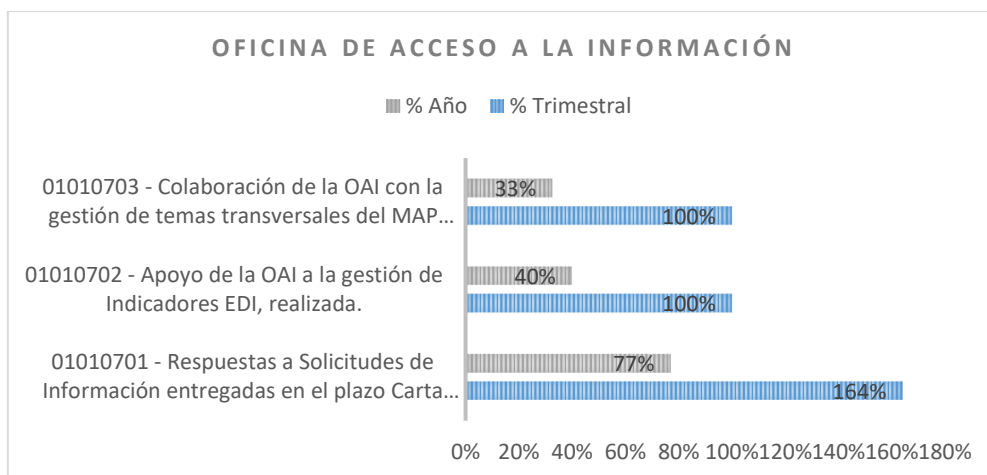 OFICINA DE ACCESO A LA INFORMACIÓN
% Año % Trimestral
01010703 - Colaboración de la OAI con la
gestión de temas transversales del MAP...
33%
100%
01010702 - Apoyo de la OAI a la gestión de
Indicadores EDI, realizada.
40%
100%
01010701 - Respuestas a Solicitudes de
Información entregadas en el plazo Carta...
77%
164%
0% 20% 40% 60% 80% 100% 120% 140% 160% 180%